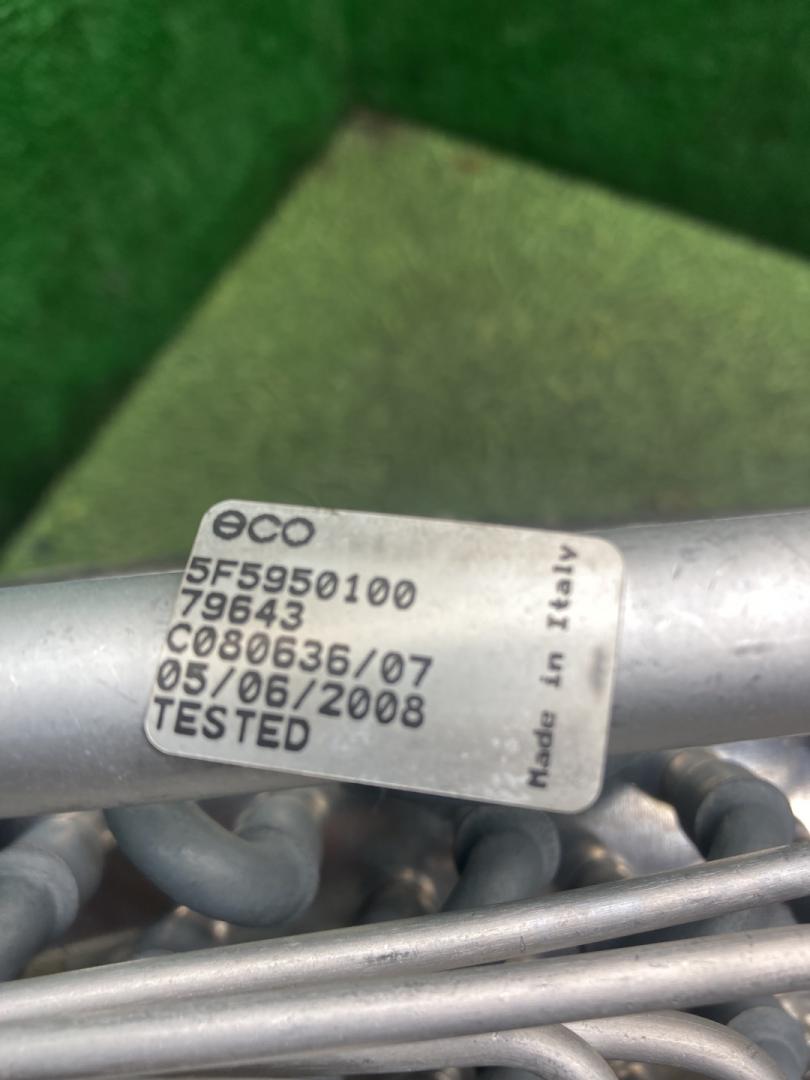 eco
5F5950100
79643
C080636/07
05/06/2008
TESTED
Made in Italy